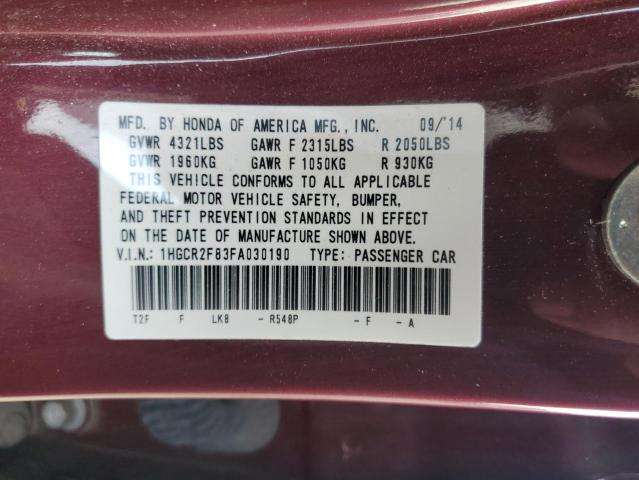 MFD. BY HONDA OF AMERICA MFG., INC. 09/'14
GVWR 4321LBS GAWR F 2315LBS R 2050LBS
GVWR 1960KG GAWR F 1050KG R 930KG
THIS VEHICLE CONFORMS TO ALL APPLICABLE
FEDERAL MOTOR VEHICLE SAFETY, BUMPER,
AND THEFT PREVENTION STANDARDS IN EFFECT
ON THE DATE OF MANUFACTURE SHOWN ABOVE.
V.I.N.: 1HGCR2F83FA030190 TYPE: PASSENGER CAR
T2F F LK8 - R548P - F - A